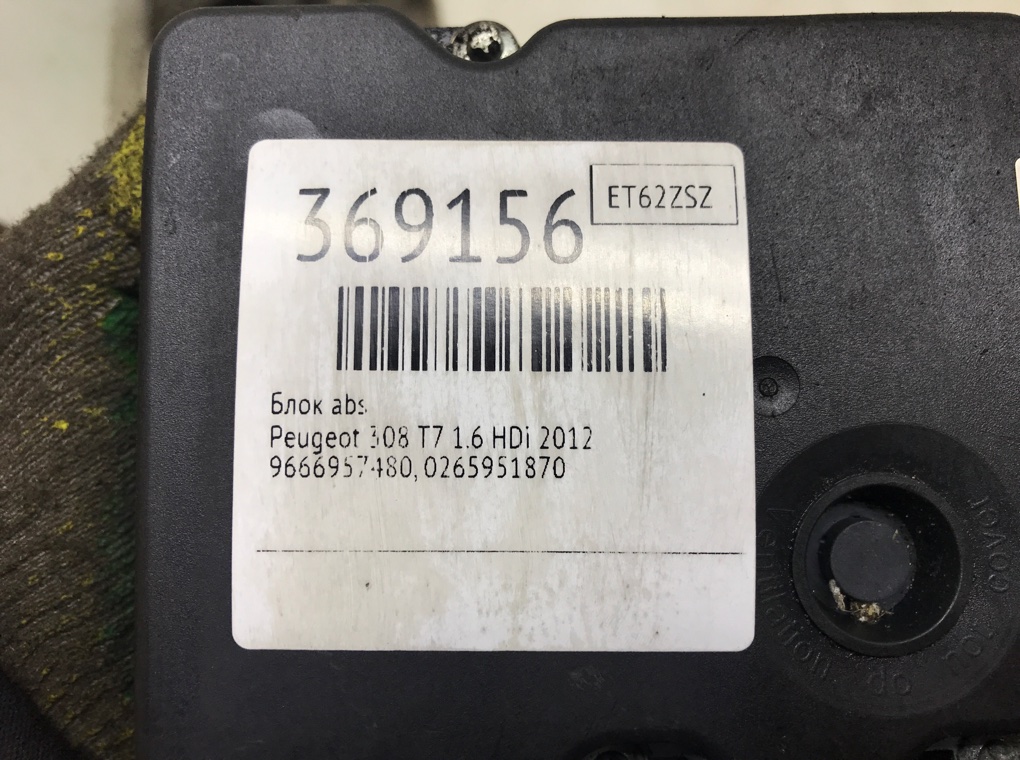 369156
ET62ZSZ
Блок abs
Peugeot 308 T7 1.6 HDi 2012
9666957480, 0265951870